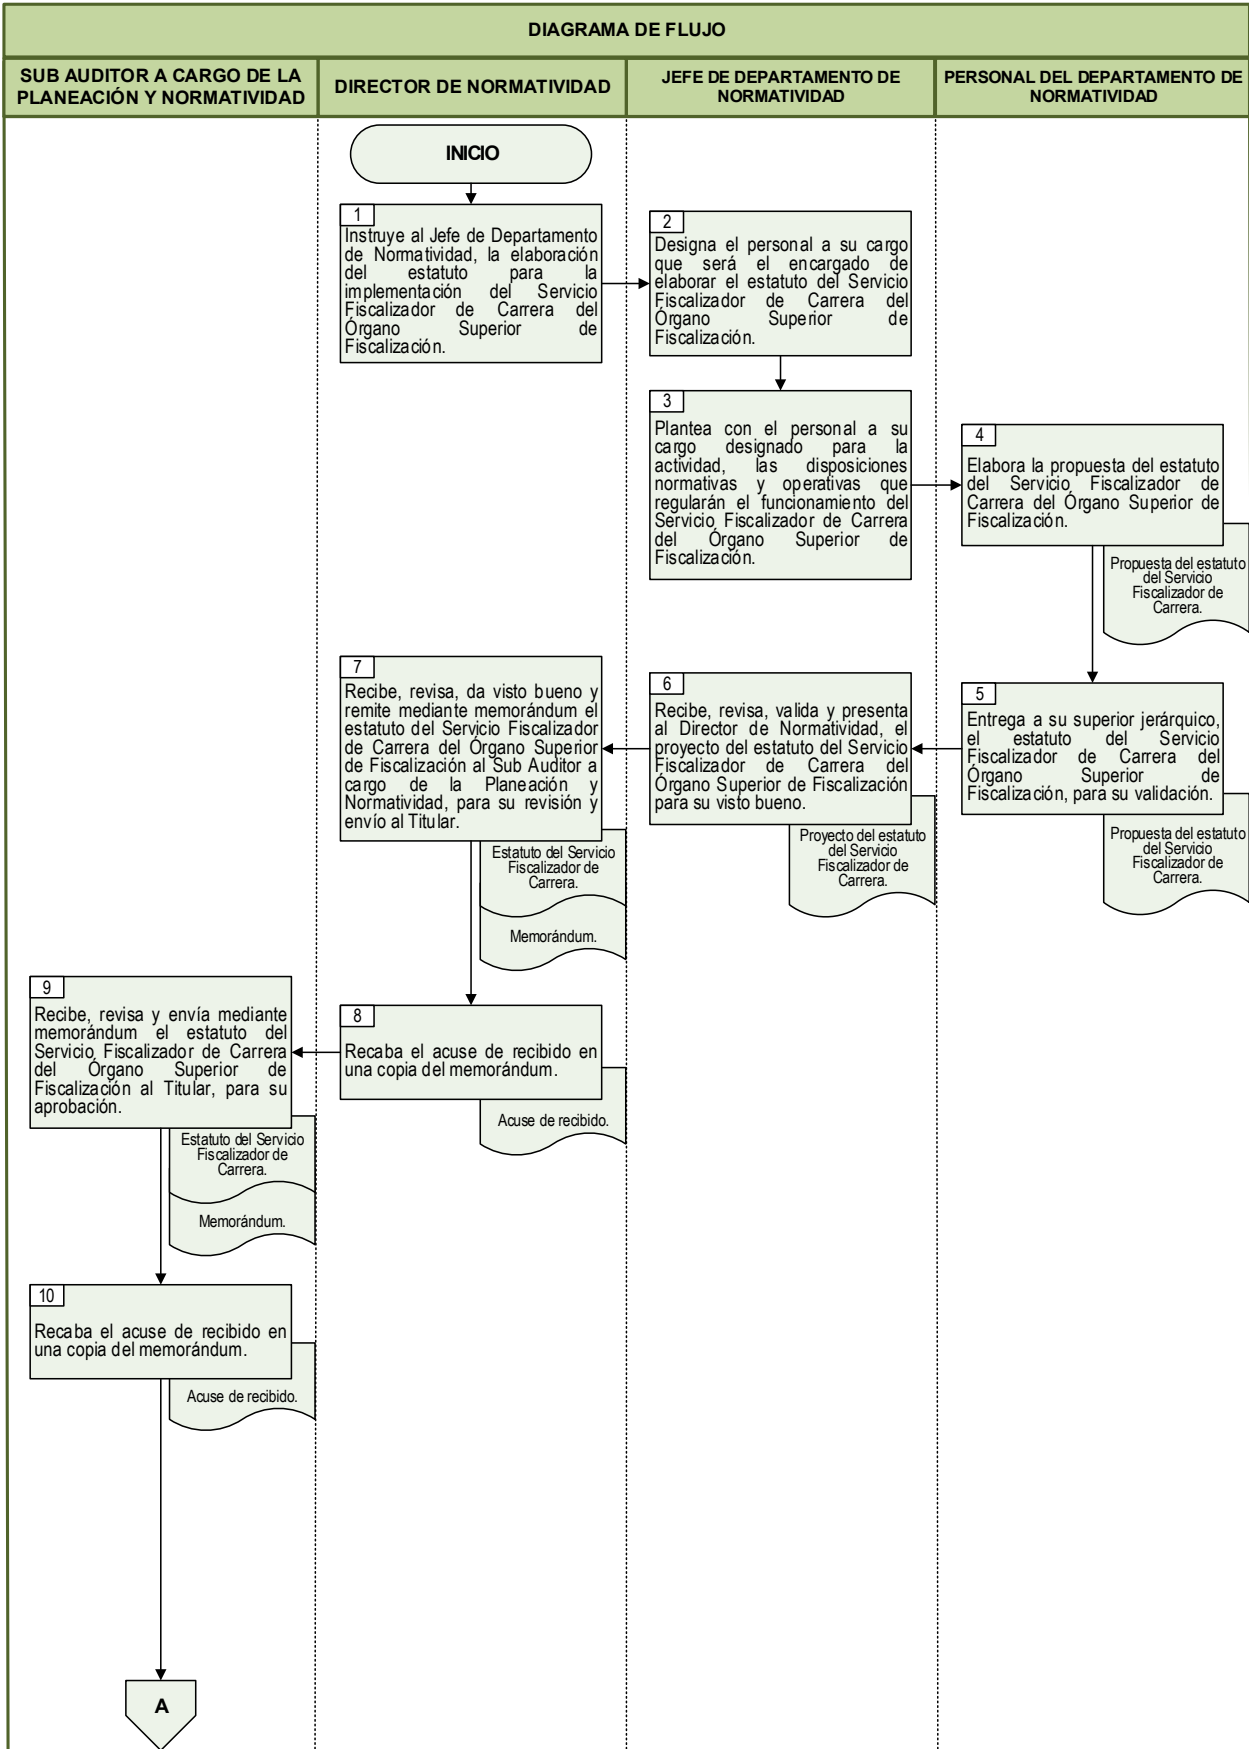 DIAGRAMA DE FLUJO
SUB AUDITOR A CARGO DE LA
PLANEACIÓN Y NORMATIVIDAD
DIRECTOR DE NORMATIVIDAD
JEFE DE DEPARTAMENTO DE
NORMATIVIDAD
PERSONAL DEL DEPARTAMENTO DE
NORMATIVIDAD
INICIO
1
Instruye al Jefe de Departamento
de Normatividad, la elaboración
del estatuto para la
implementación del Servicio
Fiscalizador de Carrera del
Órgano Superior de
Fiscalización.
2
Designa el personal a su cargo
que será el encargado de
elaborar el estatuto del Servicio
Fiscalizador de Carrera del
Órgano Superior de
Fiscalización.
3
Plantea con el personal a su
cargo designado para la
actividad, las disposiciones
normativas y operativas que
regularán el funcionamiento del
Servicio Fiscalizador de Carrera
del Órgano Superior de
Fiscalización.
4
Elabora la propuesta del estatuto
del Servicio Fiscalizador de
Carrera del Órgano Superior de
Fiscalización.
Propuesta del estatuto
del Servicio
Fiscalizador de
Carrera.
5
Entrega a su superior jerárquico,
el estatuto del Servicio
Fiscalizador de Carrera del
Órgano Superior de
Fiscalización, para su validación.
Propuesta del estatuto
del Servicio
Fiscalizador de
Carrera.
6
Recibe, revisa, valida y presenta
al Director de Normatividad, el
proyecto del estatuto del Servicio
Fiscalizador de Carrera del
Órgano Superior de Fiscalización
para su visto bueno.
Proyecto del estatuto
del Servicio
Fiscalizador de
Carrera.
7
Recibe, revisa, da visto bueno y
remite mediante memorándum el
estatuto del Servicio Fiscalizador
de Carrera del Órgano Superior
de Fiscalización al Sub Auditor a
cargo de la Planeación y
Normatividad, para su revisión y
envío al Titular.
Estatuto del Servicio
Fiscalizador de
Carrera.
Memorándum.
8
Recaba el acuse de recibido en
una copia del memorándum.
Acuse de recibido.
9
Recibe, revisa y envía mediante
memorándum el estatuto del
Servicio Fiscalizador de Carrera
del Órgano Superior de
Fiscalización al Titular, para su
aprobación.
Estatuto del Servicio
Fiscalizador de
Carrera.
Memorándum.
10
Recaba el acuse de recibido en
una copia del memorándum.
Acuse de recibido.
A